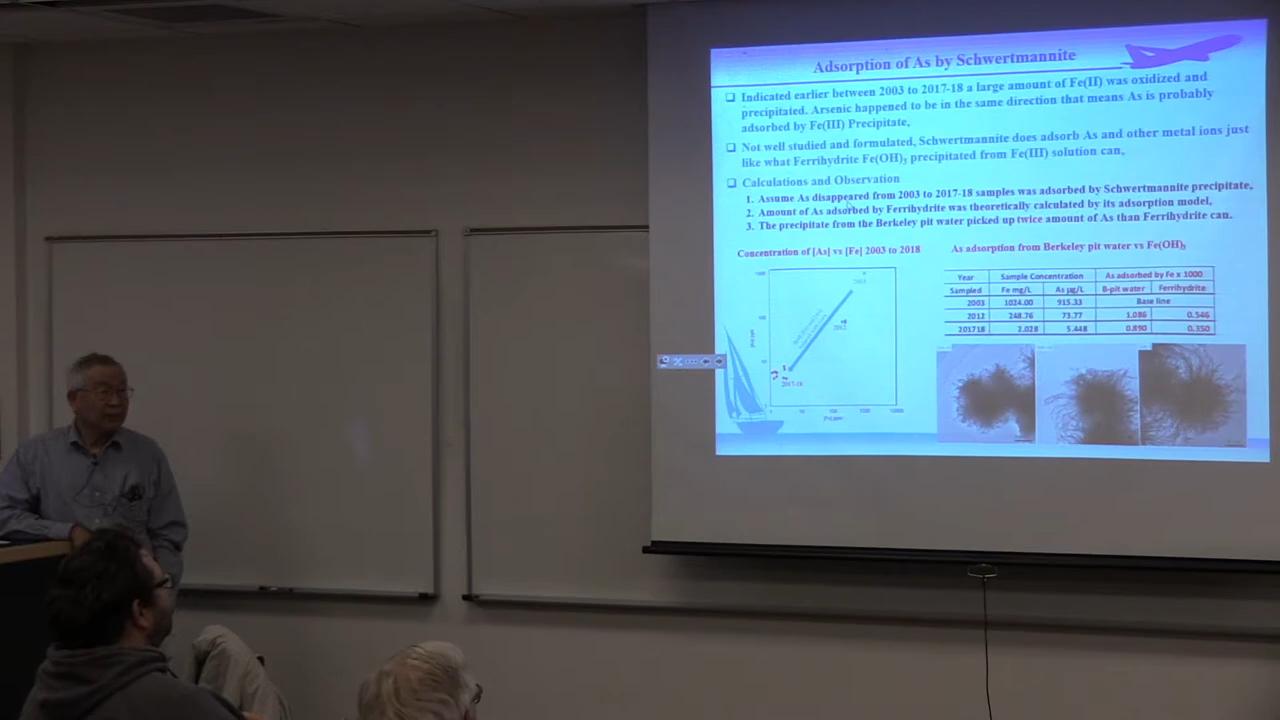 Adsorption of As by Schwertmannite
Indicated earlier between 2003 to 2017-18 a large amount of Fe(II) was oxidized and
precipitated. Arsenic happened to be in the same direction that means As is probably
adsorbed by Fe(III) Precipitate,
Not well studied and formulated, Schwertmannite does adsorb As and other metal ions just
like what Ferrihydrite Fe(OH)3 precipitated from Fe(III) solution can,
Calculations and Observation
1. Assume As disappeared from 2003 to 2017-18 samples was adsorbed by Schwertmannite precipitate,
2. Amount of As adsorbed by Ferrihydrite was theoretically calculated by its adsorption model,
3. The precipitate from the Berkeley pit water picked up twice amount of As than Ferrihydrite can.
Concentration of [As] vs [Fe] 2003 to 2018
2003
2012
2017-18
As adsorption from Berkeley pit water vs Fe(OH)3
Year Sample Concentration As adsorbed by Fe x 1000
Sampled Fe mg/L As µg/L B-pit water Ferrihydrite
2003 1024.00 915.33 Base line
2012 248.76 73.77 1.086 0.546
201718 2.028 5.448 0.890 0.350